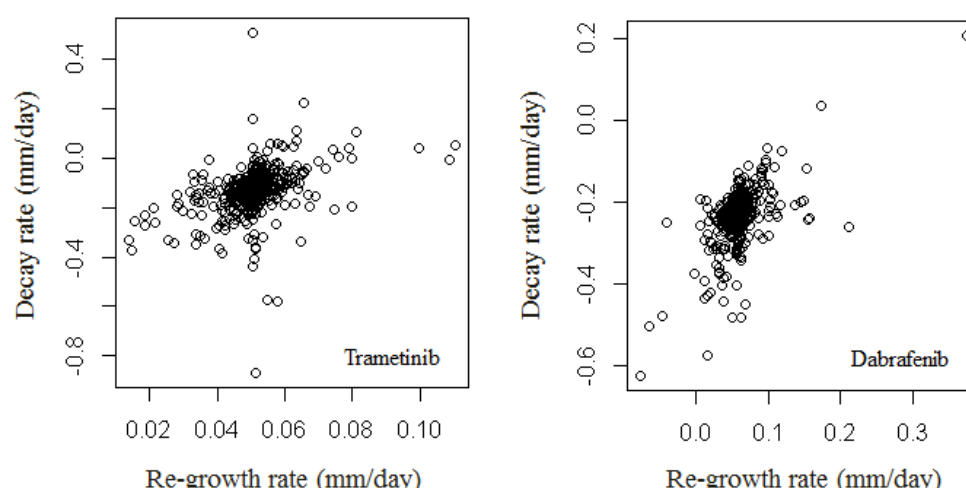 Decay rate (mm/day)
0.4
0.0
-0.4
-0.8
Trametinib
0.02 0.04 0.06 0.08 0.10
Re-growth rate (mm/day)
Decay rate (mm/day)
0.2
0.0
-0.2
-0.4
-0.6
Dabrafenib
0.0 0.1 0.2 0.3
Re-growth rate (mm/day)